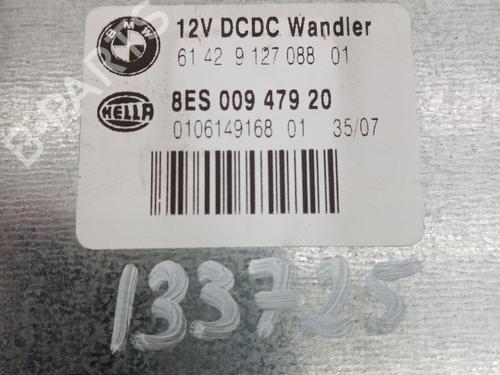 BMW
12V DCDC Wandler
61 42 9 127 088 01
HELLA
8ES 009 479 20
0106149168 01 35/07
133725